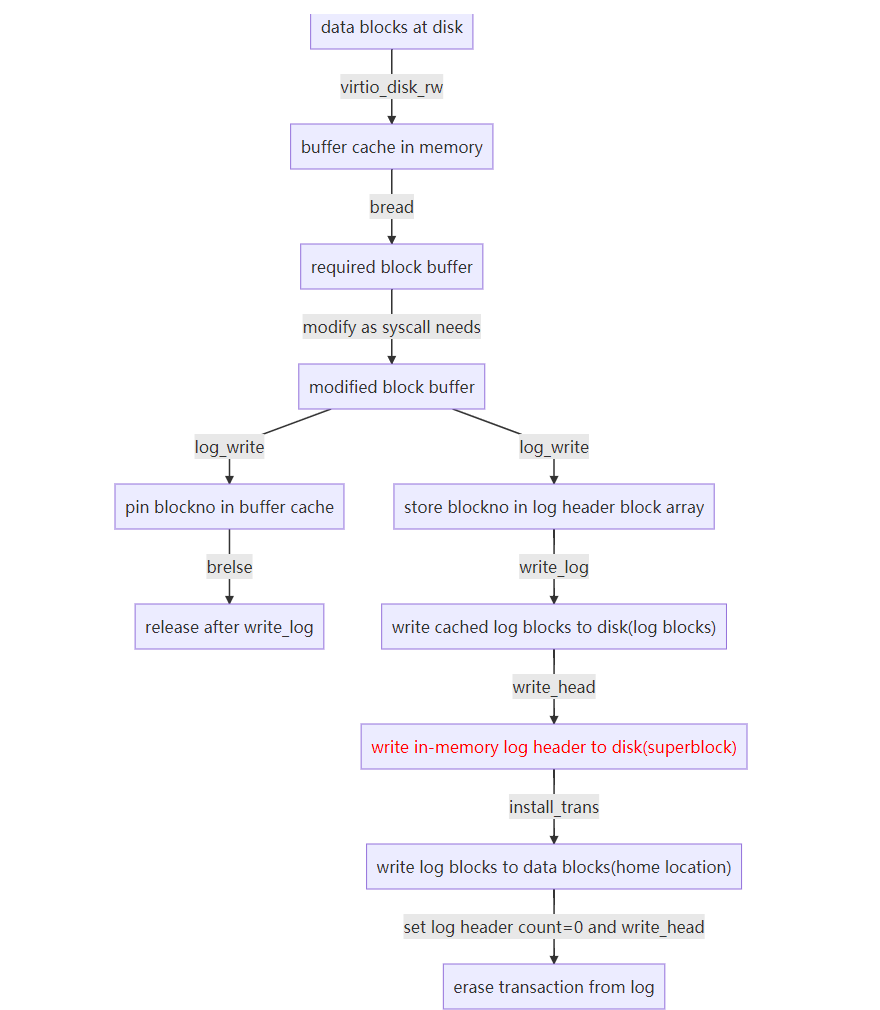 data blocks at disk
virtio_disk_rw
buffer cache in memory
bread
required block buffer
modify as syscall needs
modified block buffer
log_write
log_write
pin blockno in buffer cache
store blockno in log header block array
brelse
write_log
release after write_log
write cached log blocks to disk(log blocks)
write_head
write in-memory log header to disk(superblock)
install_trans
write log blocks to data blocks(home location)
set log header count=0 and write_head
erase transaction from log